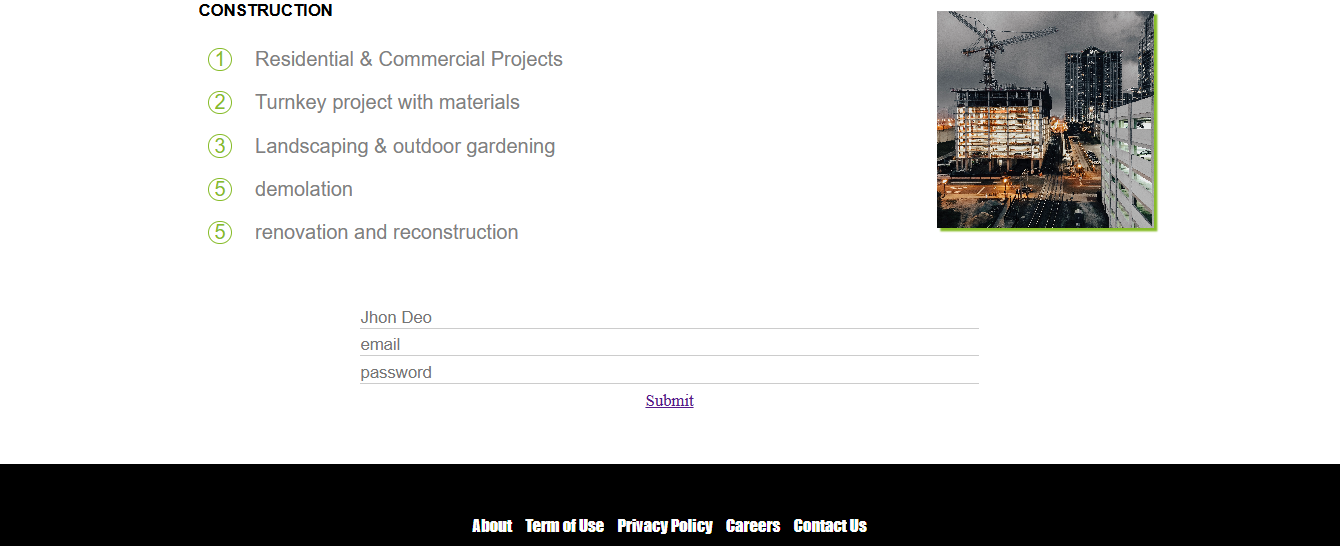 CONSTRUCTION
1 Residential & Commercial Projects
2 Turnkey project with materials
3 Landscaping & outdoor gardening
5 demolation
5 renovation and reconstruction
Jhon Deo
email
password
Submit
About Term of Use Privacy Policy Careers Contact Us